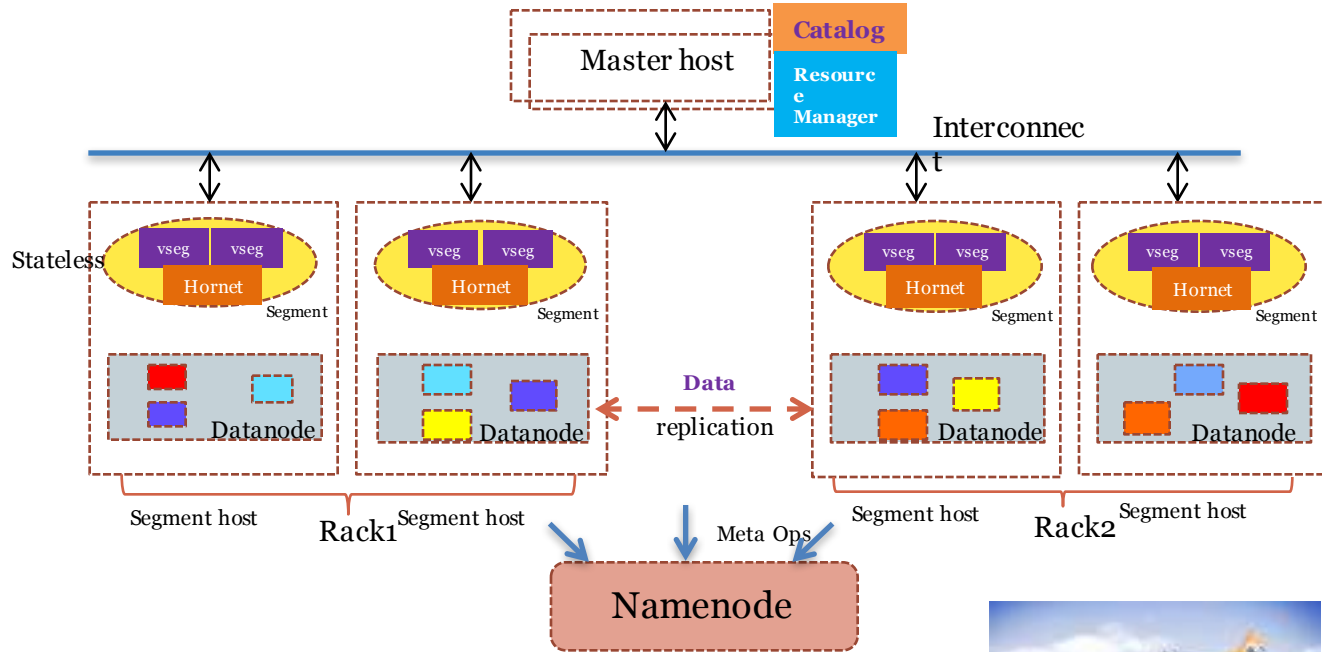 Catalog
Master host
Resourc
e
Manager
Interconnec
t
Stateless
vseg vseg
Hornet
Segment
vseg vseg
Hornet
Segment
vseg vseg
Hornet
Segment
vseg vseg
Hornet
Segment
Datanode
Datanode
Data
replication
Datanode
Datanode
Segment host
Rack1
Segment host
Segment host
Rack2
Segment host
Meta Ops
Namenode